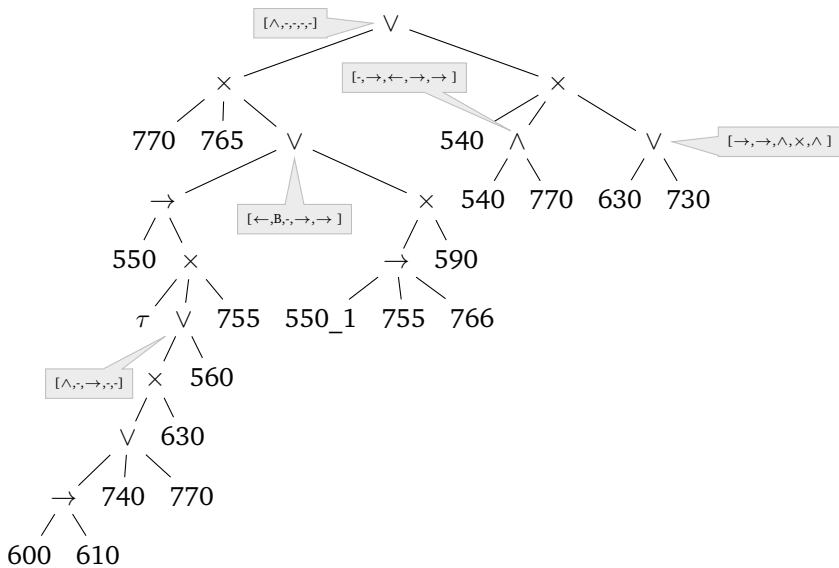 [∧,-,-,-,-] ∨
× [-,→,←,→,→ ] ×
770 765 ∨ 540 ∧ ∨ [→,→,∧,×,∧ ]
→ [←,B,-,→,→ ] × 540 770 630 730
550 × → 590
τ ∨ 755 550_1 755 766
[∧,-,→,-,-] × 560
∨ 630
→ 740 770
600 610